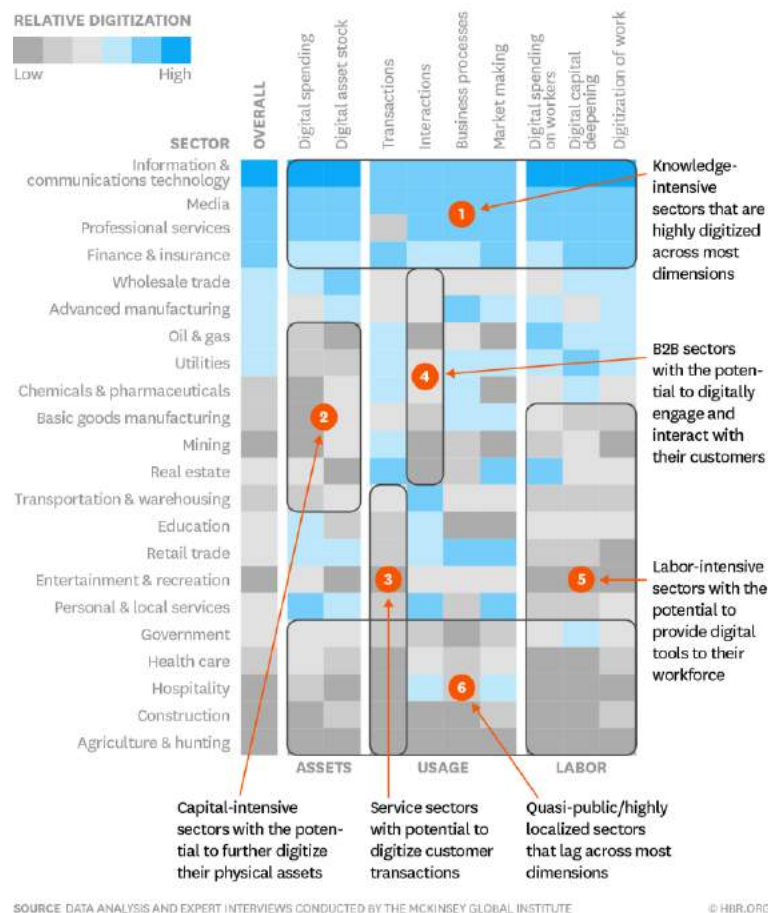 RELATIVE DIGITIZATION
Low High
SECTOR
OVERALL
Digital spending
Digital asset stock
Transactions
Interactions
Business processes
Market making
Digital spending
on workers
Digital capital
deepening
Digitization of work
Information &
communications technology
Media
Professional services
Finance & insurance
Wholesale trade
Advanced manufacturing
Oil & gas
Utilities
Chemicals & pharmaceuticals
Basic goods manufacturing
Mining
Real estate
Transportation & warehousing
Education
Retail trade
Entertainment & recreation
Personal & local services
Government
Health care
Hospitality
Construction
Agriculture & hunting
1
2
3
4
5
6
Knowledge-
intensive
sectors that are
highly digitized
across most
dimensions
B2B sectors
with the poten-
tial to digitally
engage and
interact with
their customers
Labor-intensive
sectors with the
potential to
provide digital
tools to their
workforce
ASSETS USAGE LABOR
Capital-intensive
sectors with the poten-
tial to further digitize
their physical assets
Service sectors
with potential to
digitize customer
transactions
Quasi-public/highly
localized sectors
that lag across most
dimensions
SOURCE DATA ANALYSIS AND EXPERT INTERVIEWS CONDUCTED BY THE MCKINSEY GLOBAL INSTITUTE © HBR.ORG